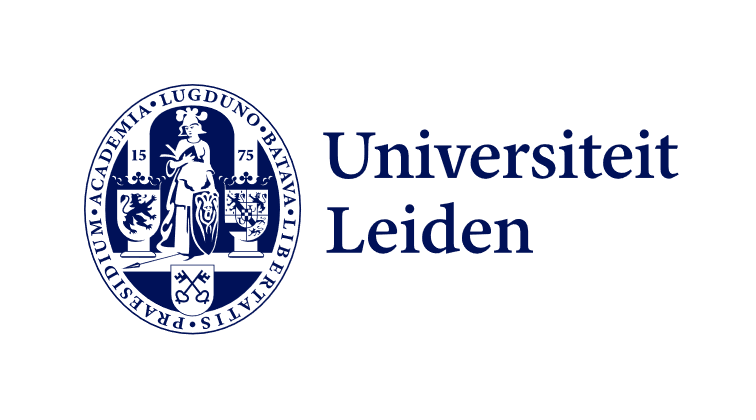 ACADEMIA • LUGDUNO • BATAVA • LIBERTATIS • PRAESIDIUM •
15 75
Universiteit
Leiden